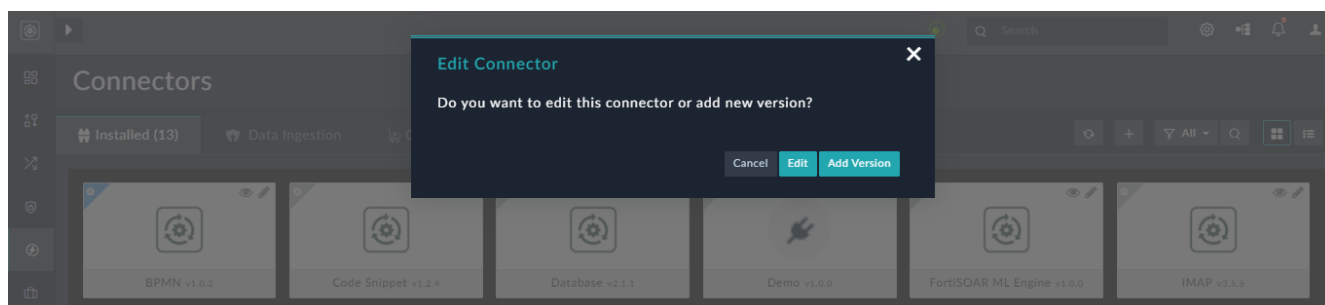 Search
Edit Connector
Connectors
Do you want to edit this connector or add new version?
Installed (13)
Data Ingestion
All
Cancel
Edit
Add Version
BPMN v1.0.2
Code Snippet v1.2.4
Database v2.1.1
Demo v1.0.0
FortiSOAR ML Engine v1.0.0
IMAP v3.5.5